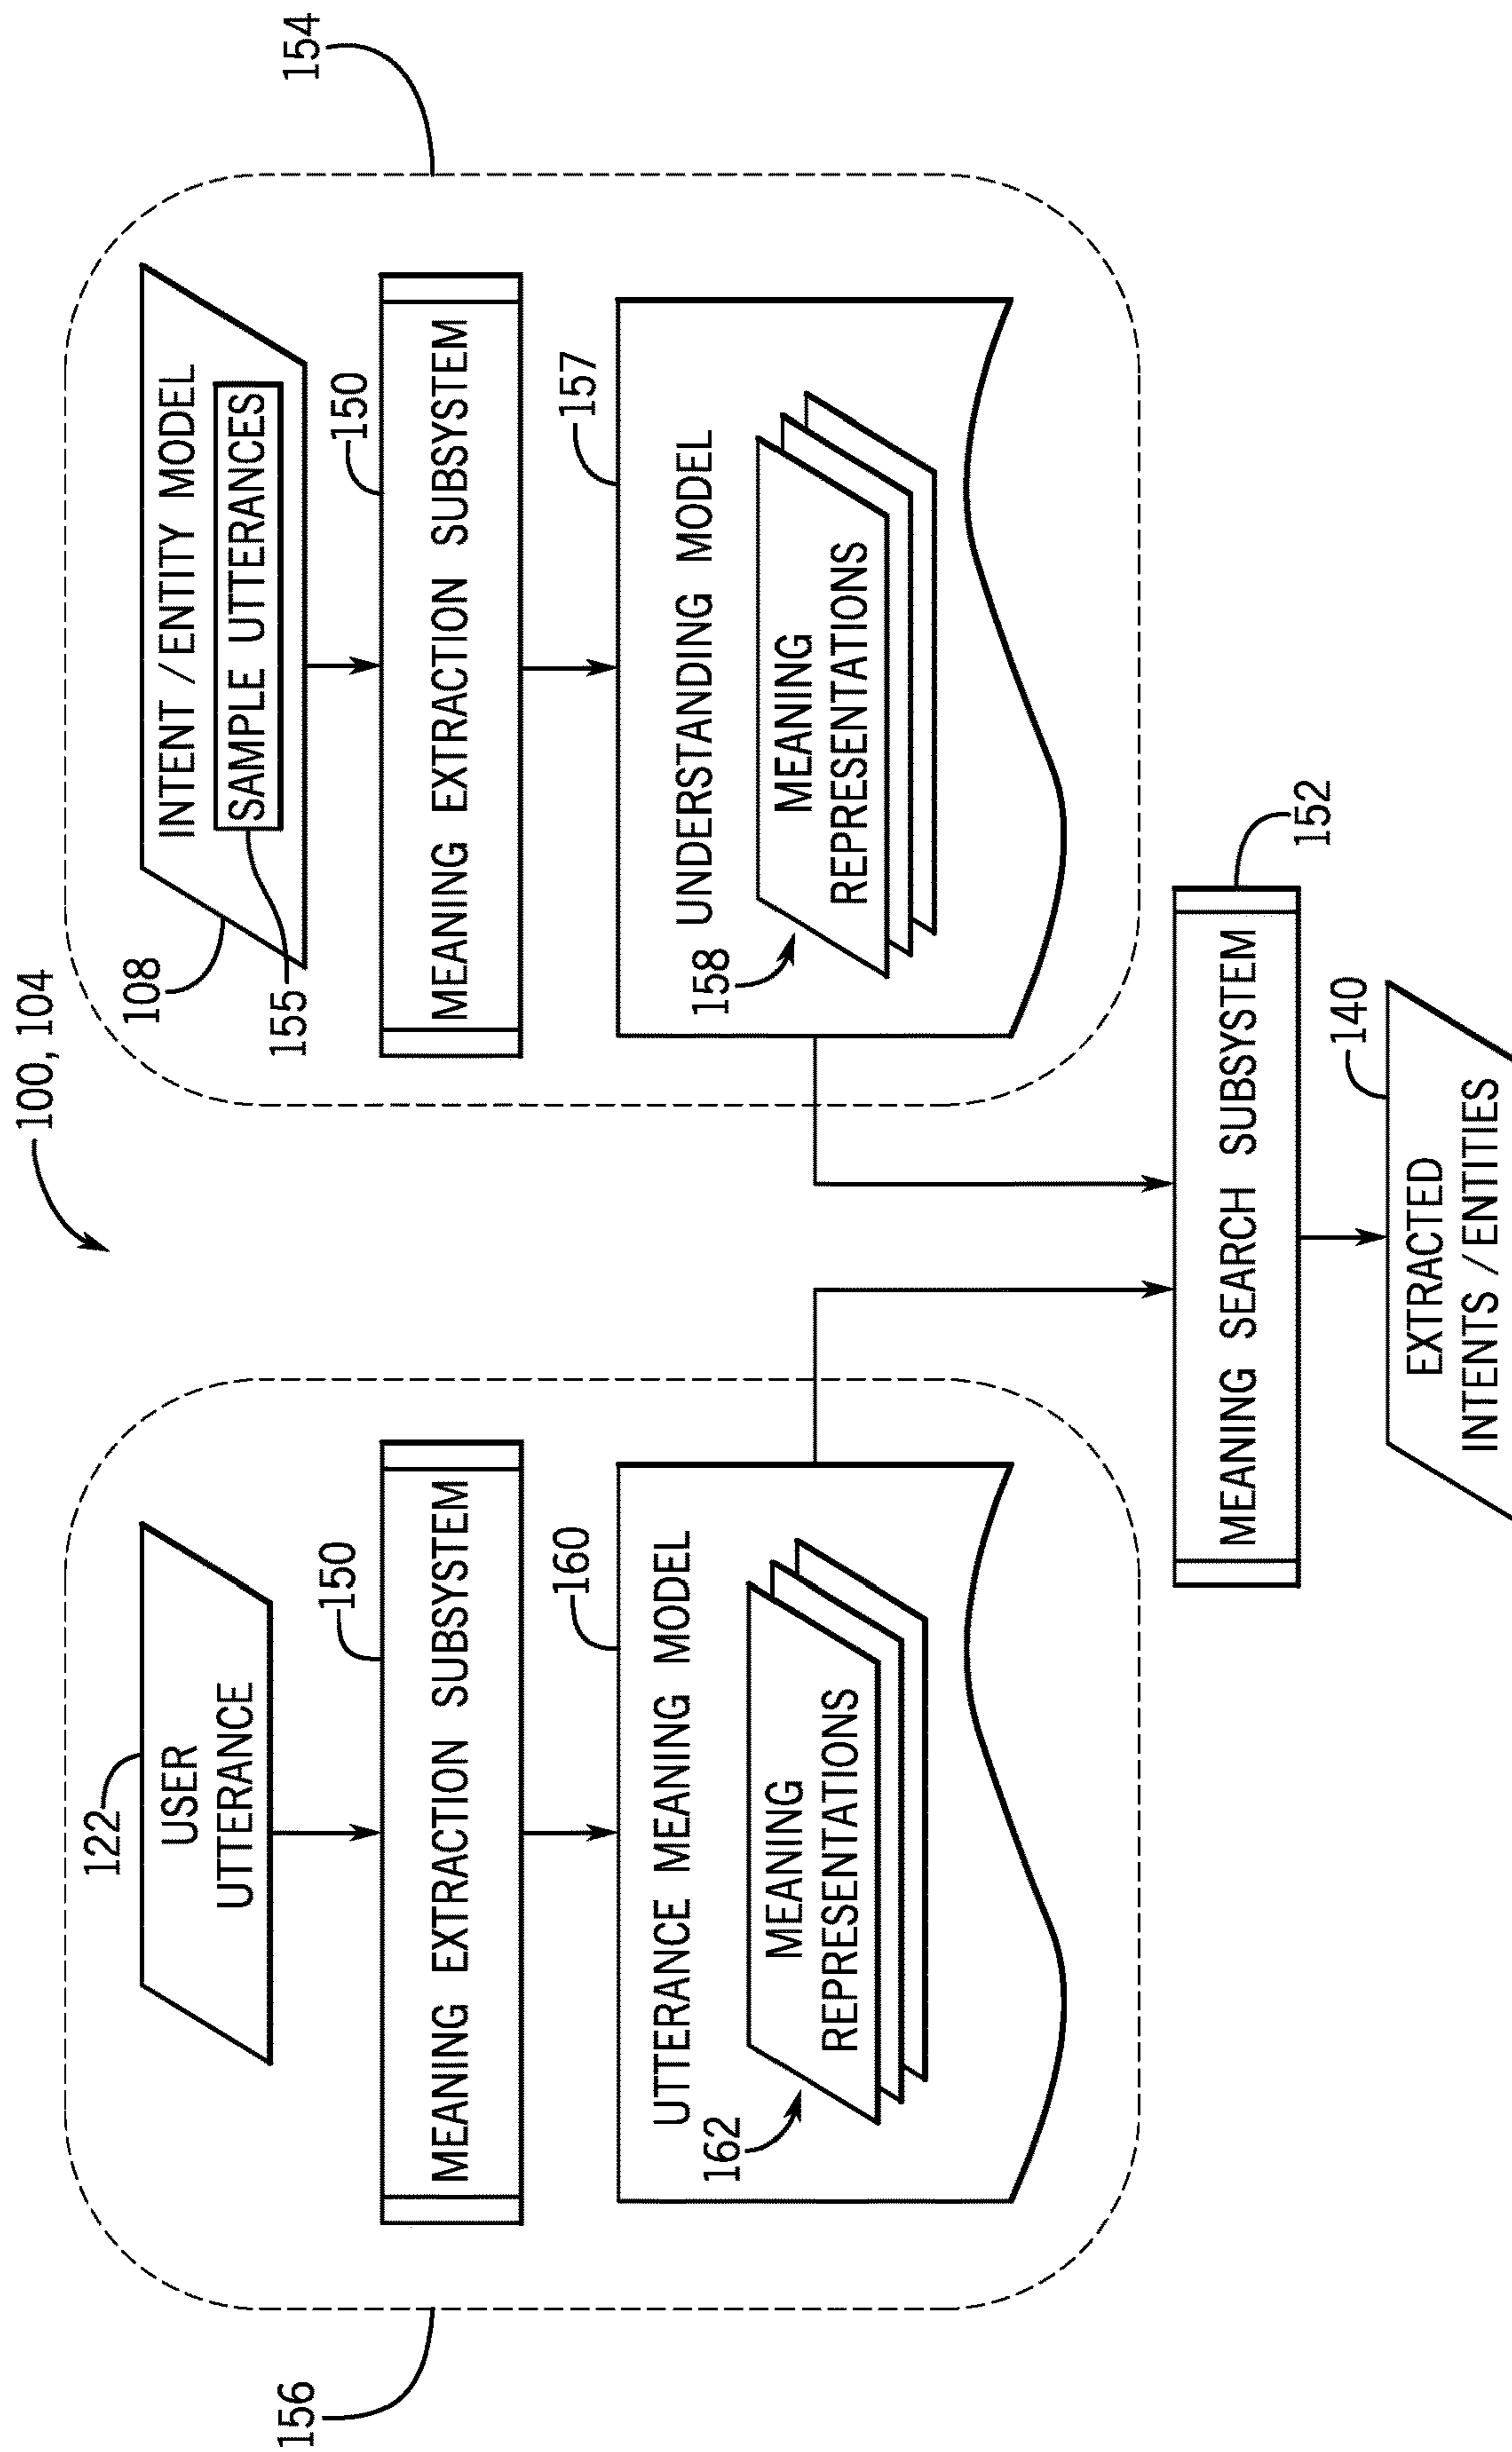 100, 104
156
122
USER
UTTERANCE
150
MEANING EXTRACTION SUBSYSTEM
160
UTTERANCE MEANING MODEL
MEANING
REPRESENTATIONS
162
154
108
INTENT / ENTITY MODEL
SAMPLE UTTERANCES
155
150
MEANING EXTRACTION SUBSYSTEM
157
UNDERSTANDING MODEL
MEANING
REPRESENTATIONS
158
152
MEANING SEARCH SUBSYSTEM
140
EXTRACTED
INTENTS / ENTITIES